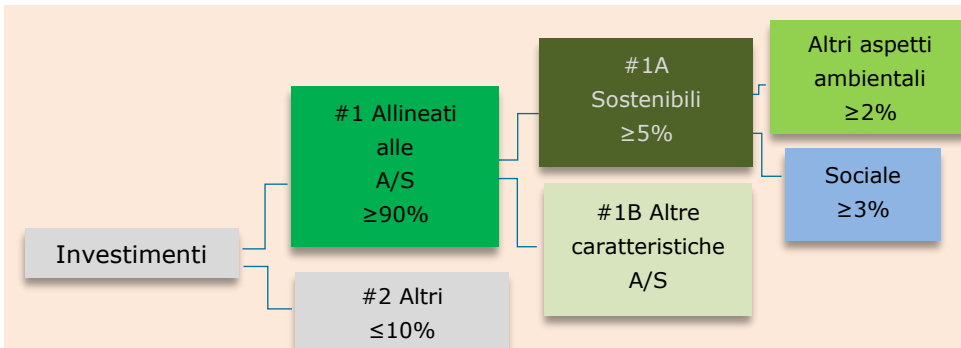 Investimenti
#1 Allineati
alle
A/S
≥90%
#2 Altri
≤10%
#1A
Sostenibili
≥5%
#1B Altre
caratteristiche
A/S
Altri aspetti
ambientali
≥2%
Sociale
≥3%